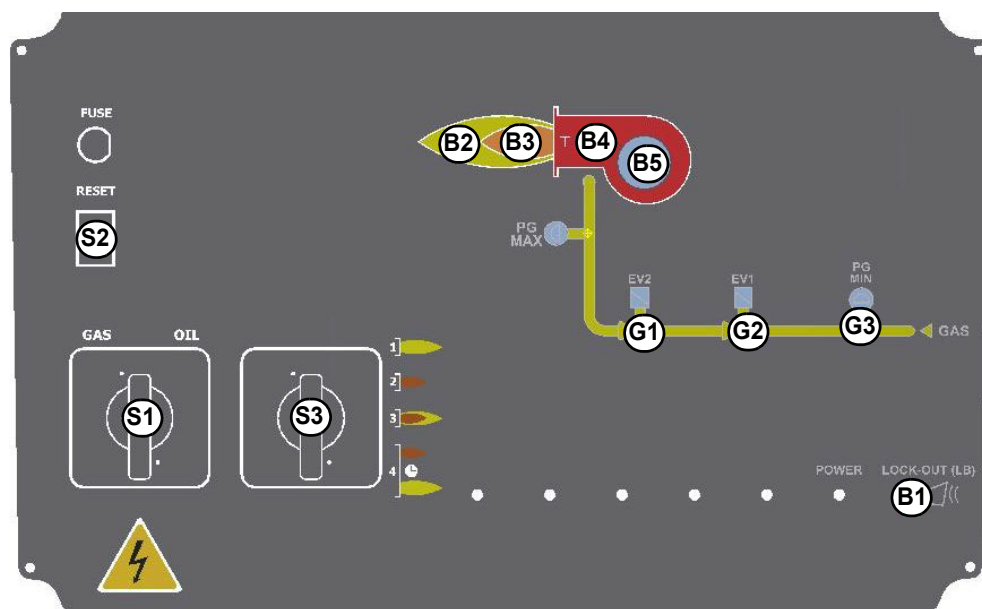 FUSE
RESET
S2
B2
B3
T
B4
B5
PG
MAX
EV2
EV1
PG
MIN
G1
G2
G3
GAS
GAS OIL
S1
S3
1
2
3
4
POWER LOCK-OUT (LB)
B1